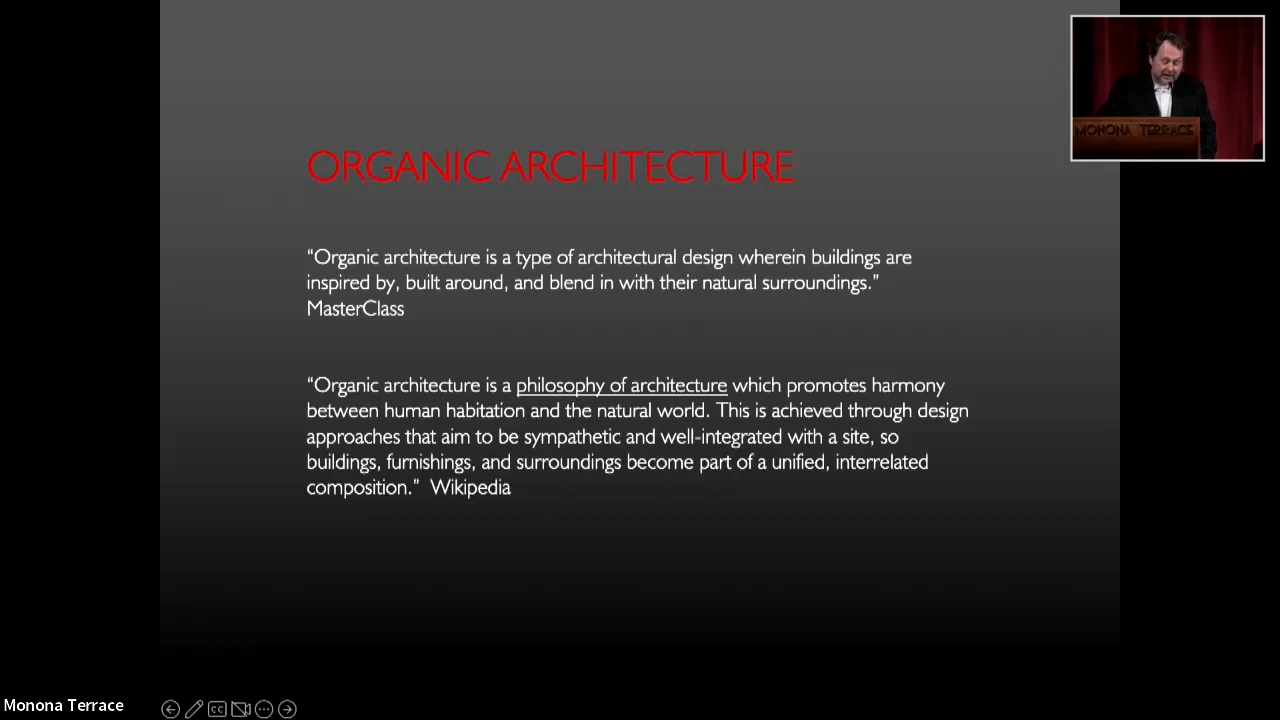 MONONA TERRACE
ORGANIC ARCHITECTURE
“Organic architecture is a type of architectural design wherein buildings are
inspired by, built around, and blend in with their natural surroundings.”
MasterClass
“Organic architecture is a philosophy of architecture which promotes harmony
between human habitation and the natural world. This is achieved through design
approaches that aim to be sympathetic and well-integrated with a site, so
buildings, furnishings, and surroundings become part of a unified, interrelated
composition.” Wikipedia
Monona Terrace
CC